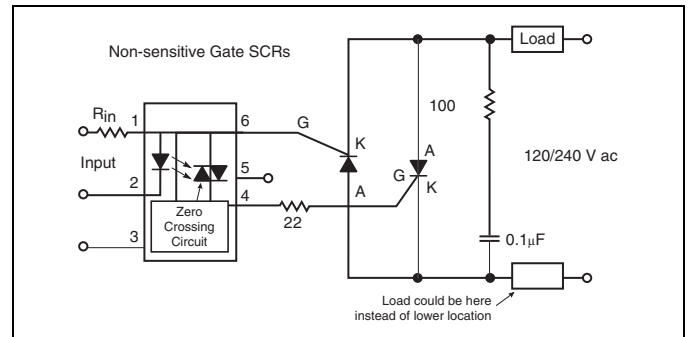 Non-sensitive Gate SCRs
Load
Rin
1
6
G
100
K
A
Input
5
G
K
120/240 V ac
2
4
A
22
Zero
Crossing
Circuit
3
0.1µF
Load could be here
instead of lower location